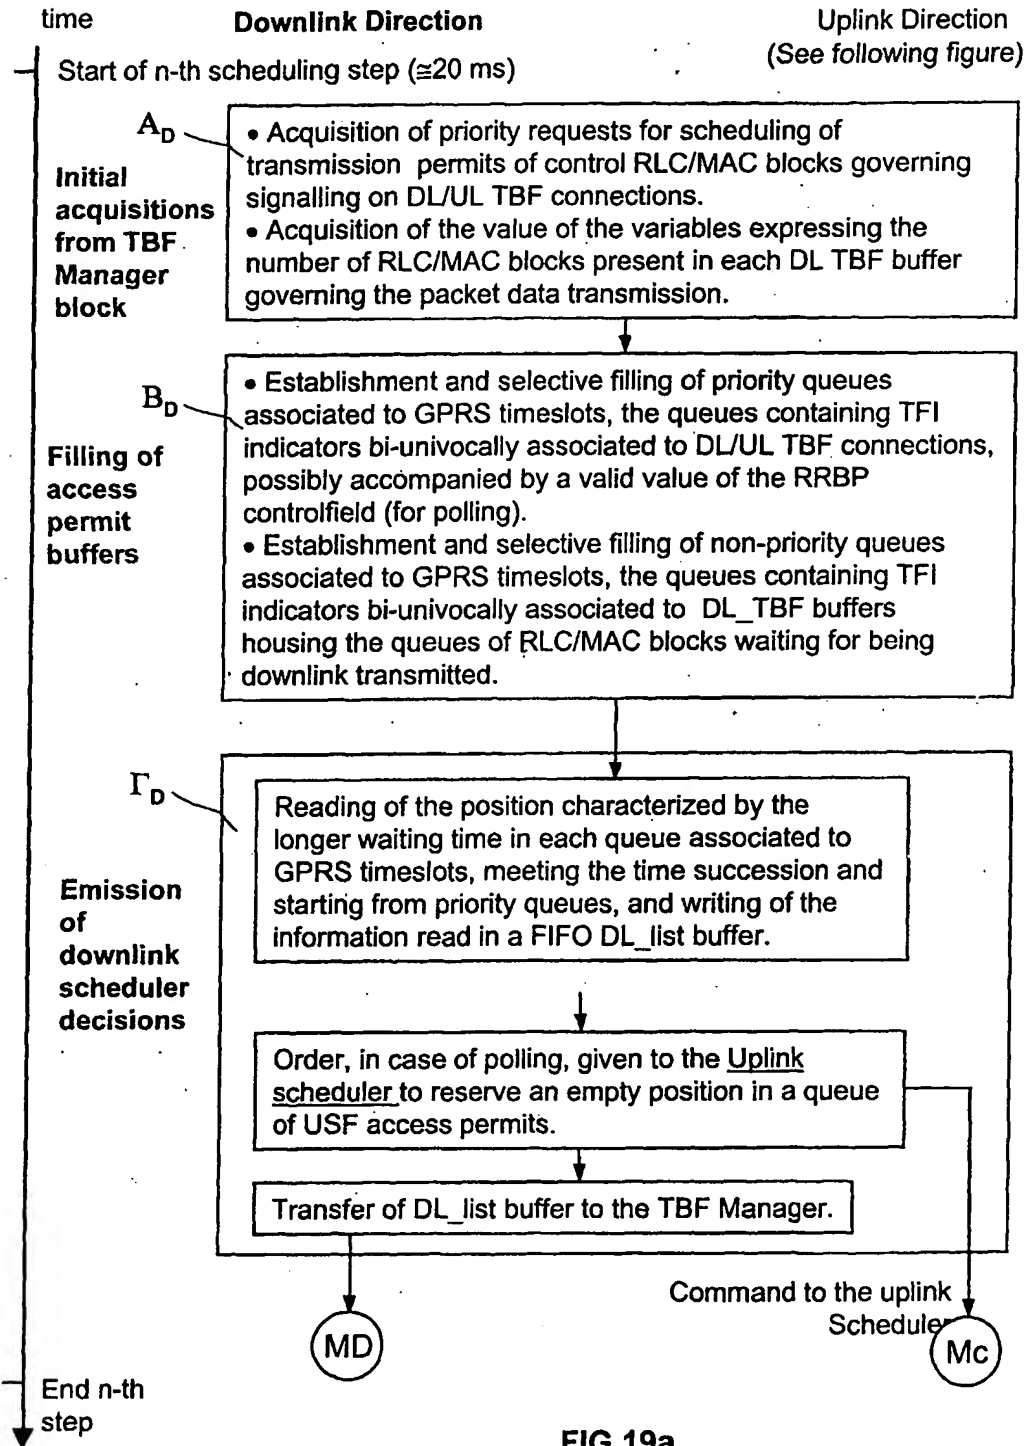 time
Downlink Direction
Uplink Direction
(See following figure)
Start of n-th scheduling step (≅20 ms)
A_D
Initial
acquisitions
from TBF
Manager
block
• Acquisition of priority requests for scheduling of
transmission permits of control RLC/MAC blocks governing
signalling on DL/UL TBF connections.
• Acquisition of the value of the variables expressing the
number of RLC/MAC blocks present in each DL TBF buffer
governing the packet data transmission.
B_D
Filling of
access
permit
buffers
• Establishment and selective filling of priority queues
associated to GPRS timeslots, the queues containing TFI
indicators bi-univocally associated to DL/UL TBF connections,
possibly accompanied by a valid value of the RRBP
controlfield (for polling).
• Establishment and selective filling of non-priority queues
associated to GPRS timeslots, the queues containing TFI
indicators bi-univocally associated to DL_TBF buffers
housing the queues of RLC/MAC blocks waiting for being
downlink transmitted.
Γ_D
Emission
of
downlink
scheduler
decisions
Reading of the position characterized by the
longer waiting time in each queue associated to
GPRS timeslots, meeting the time succession and
starting from priority queues, and writing of the
information read in a FIFO DL_list buffer.
Order, in case of polling, given to the Uplink
scheduler to reserve an empty position in a queue
of USF access permits.
Transfer of DL_list buffer to the TBF Manager.
Command to the uplink
Scheduler
MD
Mc
End n-th
step
FIG.19a